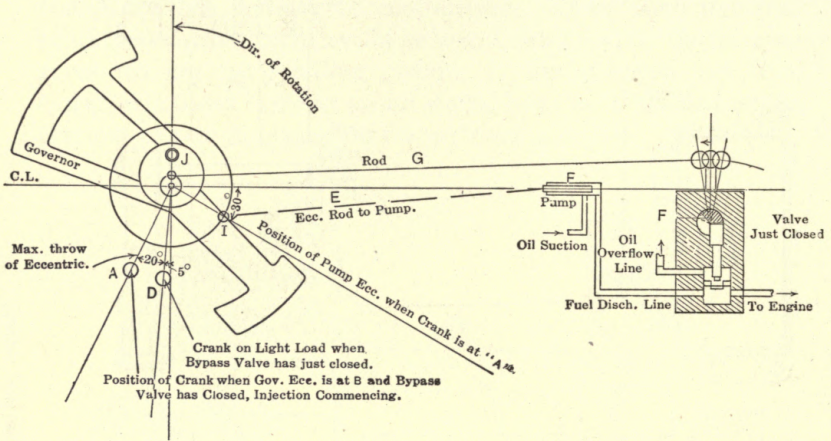 Dir. of Rotation
Governor
J
Rod G
C.L.
30°
E
Ecc. Rod to Pump.
F
Pump
I
Oil Suction
F
Valve
Just Closed
Oil
Overflow
Line
Max. throw
of Eccentric.
20°
5°
A
D
Position of Pump Ecc. when Crank is at "A".
Fuel Disch. Line
To Engine
Crank on Light Load when
Bypass Valve has just closed.
Position of Crank when Gov. Ecc. is at B and Bypass
Valve has Closed, Injection Commencing.